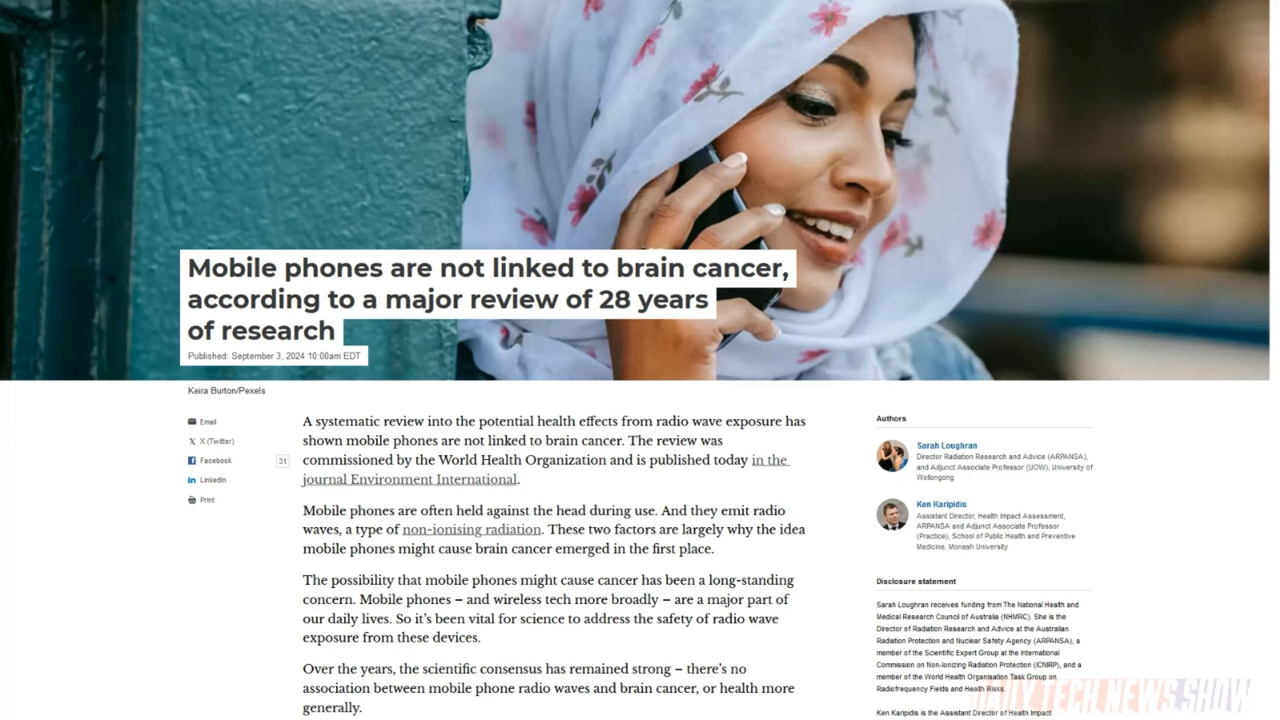 Mobile phones are not linked to brain cancer,
according to a major review of 28 years
of research
Published: September 3, 2024 10:00am EDT
Keira Burton/Pexels
Email
X (Twitter)
Facebook
31
LinkedIn
Print
A systematic review into the potential health effects from radio wave exposure has
shown mobile phones are not linked to brain cancer. The review was
commissioned by the World Health Organization and is published today in the
journal Environment International.
Mobile phones are often held against the head during use. And they emit radio
waves, a type of non-ionising radiation. These two factors are largely why the idea
mobile phones might cause brain cancer emerged in the first place.
The possibility that mobile phones might cause cancer has been a long-standing
concern. Mobile phones – and wireless tech more broadly – are a major part of
our daily lives. So it's been vital for science to address the safety of radio wave
exposure from these devices.
Over the years, the scientific consensus has remained strong – there's no
association between mobile phone radio waves and brain cancer, or health more
generally.
Authors
Sarah Loughran
Director Radiation Research and Advice (ARPANSA),
and Adjunct Associate Professor (UOW), University of
Wollongong
Ken Karipidis
Assistant Director, Health Impact Assessment,
ARPANSA and Adjunct Associate Professor
(Practice), School of Public Health and Preventive
Medicine, Monash University
Disclosure statement
Sarah Loughran receives funding from The National Health and
Medical Research Council of Australia (NHMRC). She is the
Director of Radiation Research and Advice at the Australian
Radiation Protection and Nuclear Safety Agency (ARPANSA), a
member of the Scientific Expert Group at the International
Commission on Non-Ionizing Radiation Protection (ICNIRP), and a
member of the World Health Organisation Task Group on
Radiofrequency Fields and Health Risks.
Ken Karipidis is the Assistant Director of Health Impact
DAILY TECH NEWS SHOW